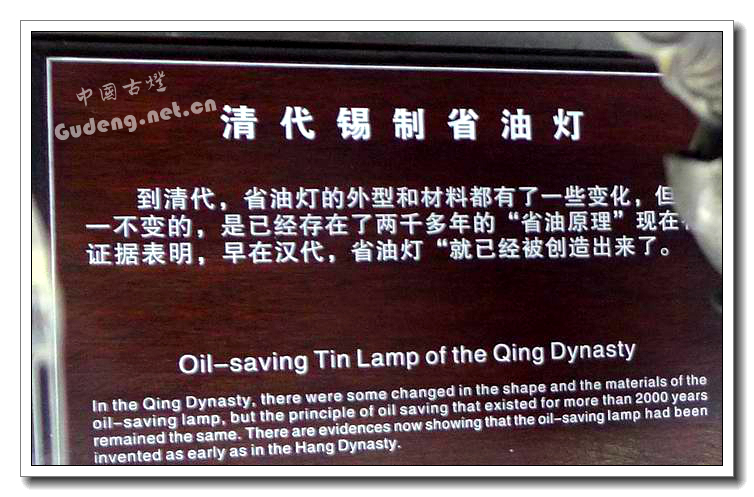 中國古燈
Gudeng.net.cn
清代锡制省油灯
到清代，省油灯的外型和材料都有了一些变化，但
一不变的，是已经存在了两千多年的“省油原理”现在
证据表明，早在汉代，省油灯“就已经被创造出来了。
Oil-saving Tin Lamp of the Qing Dynasty
In the Qing Dynasty, there were some changed in the shape and the materials of the
oil-saving lamp, but the principle of oil saving that existed for more than 2000 years
remained the same. There are evidences now showing that the oil-saving lamp had been
invented as early as in the Hang Dynasty.